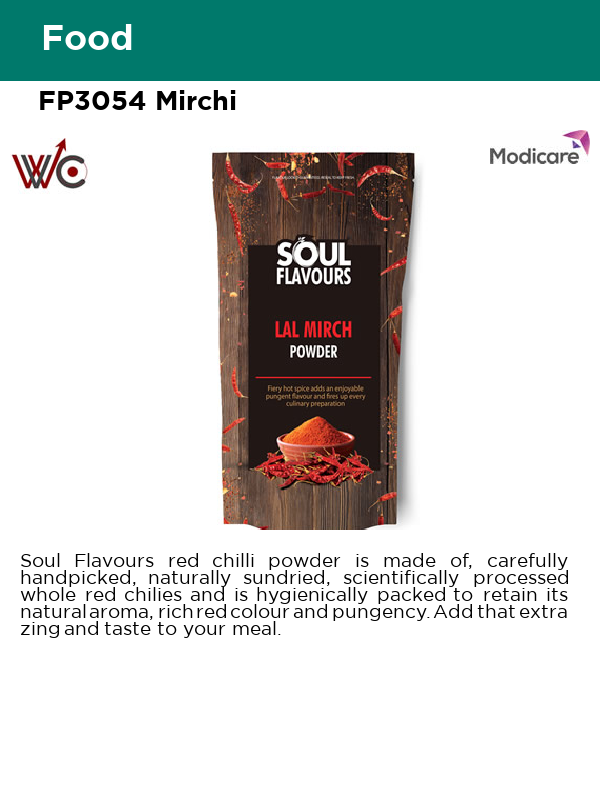 Food
FP3054 Mirchi
WC
Modicare
SOUL
FLAVOURS
LAL MIRCH
POWDER
Fiery hot spice adds an enjoyable
pungent flavour and fires up every
culinary preparation
Soul Flavours red chilli powder is made of, carefully
handpicked, naturally sundried, scientifically processed
whole red chilies and is hygienically packed to retain its
natural aroma, rich red colour and pungency. Add that extra
zing and taste to your meal.